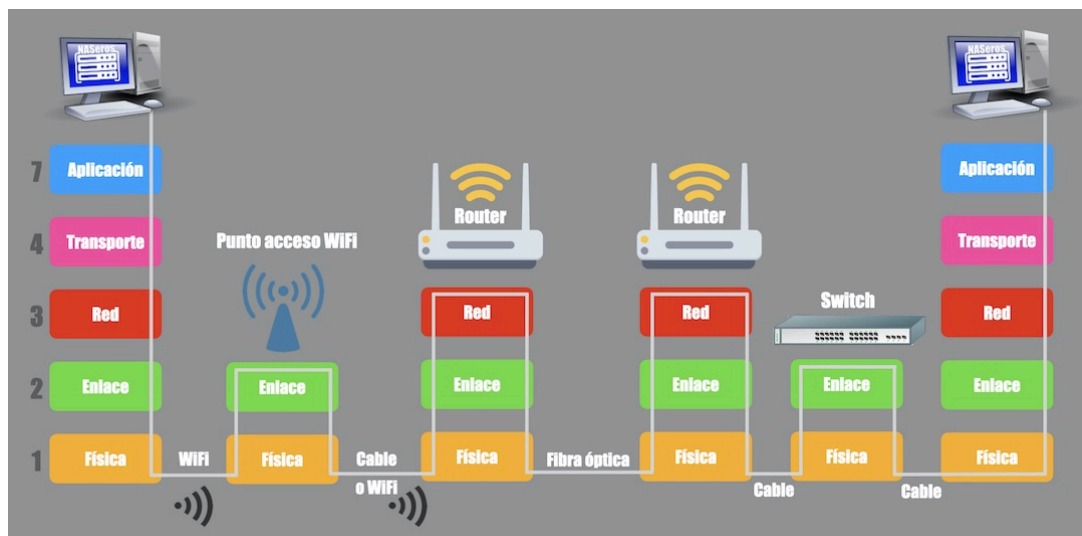 NASeros
NASeros
7
Aplicación
Aplicación
Router
Router
4
Transporte
Punto acceso WiFi
Transporte
3
Red
Red
Red
Switch
Red
2
Enlace
Enlace
Enlace
Enlace
Enlace
Enlace
1
Física
WiFi
Física
Cable
o WiFi
Física
Fibra óptica
Física
Cable
Física
Cable
Física